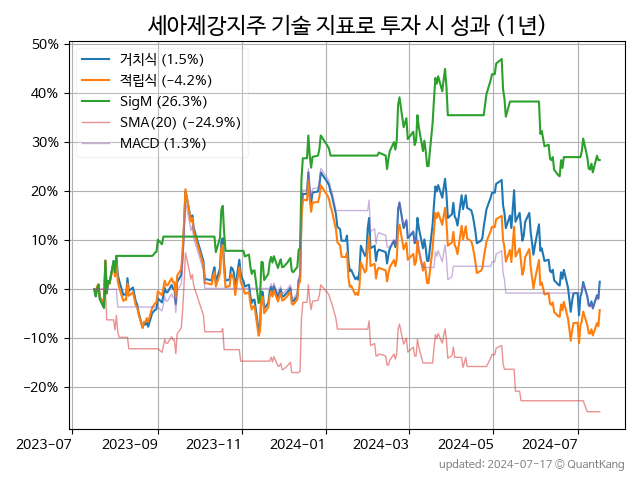 세아제강지주 기술 지표로 투자 시 성과 (1년)
50%
40%
30%
20%
10%
0%
−10%
−20%
거치식 (1.5%)
적립식 (−4.2%)
SigM (26.3%)
SMA(20) (−24.9%)
MACD (1.3%)
2023-07
2023-09
2023-11
2024-01
2024-03
2024-05
2024-07
updated: 2024-07-17 © QuantKang